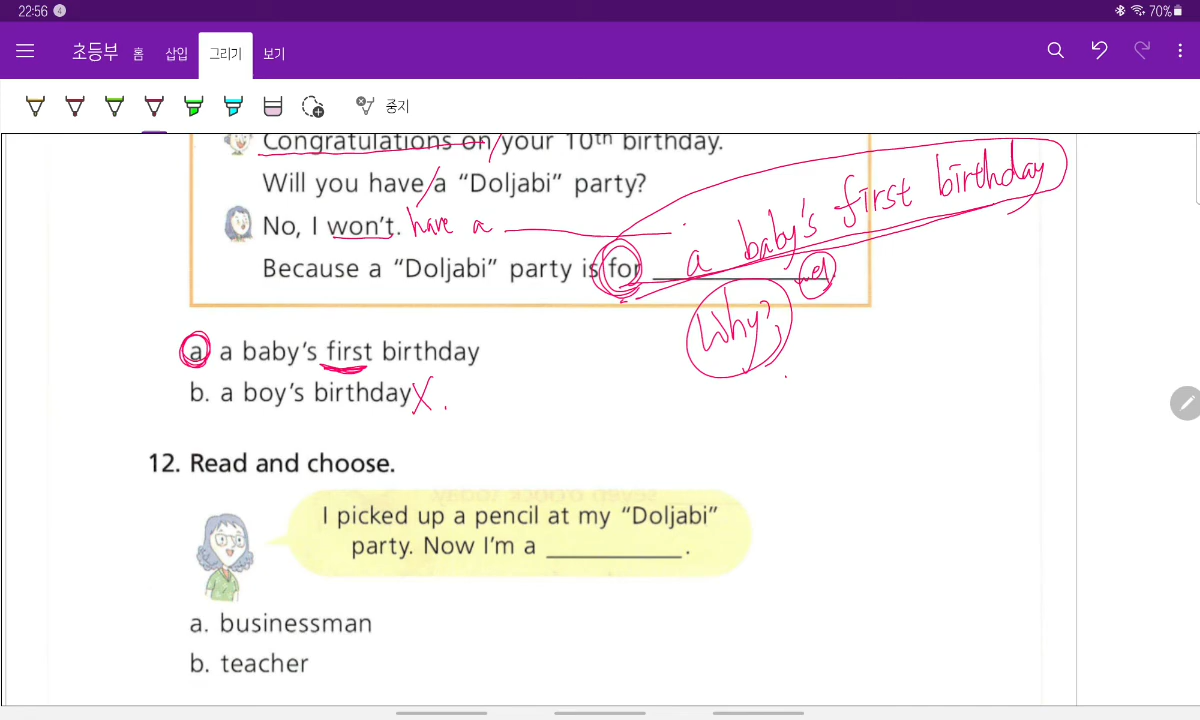 22:56 4 70%
초등부 홈 삽입 그리기 보기
중지
Congratulations on your 10th birthday.
Will you have a “Doljabi” party?
No, I won't. have a
Because a “Doljabi” party is for a baby's first birthday
Why?
a. a baby's first birthday
b. a boy's birthday X.
12. Read and choose.
I picked up a pencil at my “Doljabi”
party. Now I'm a __________.
a. businessman
b. teacher